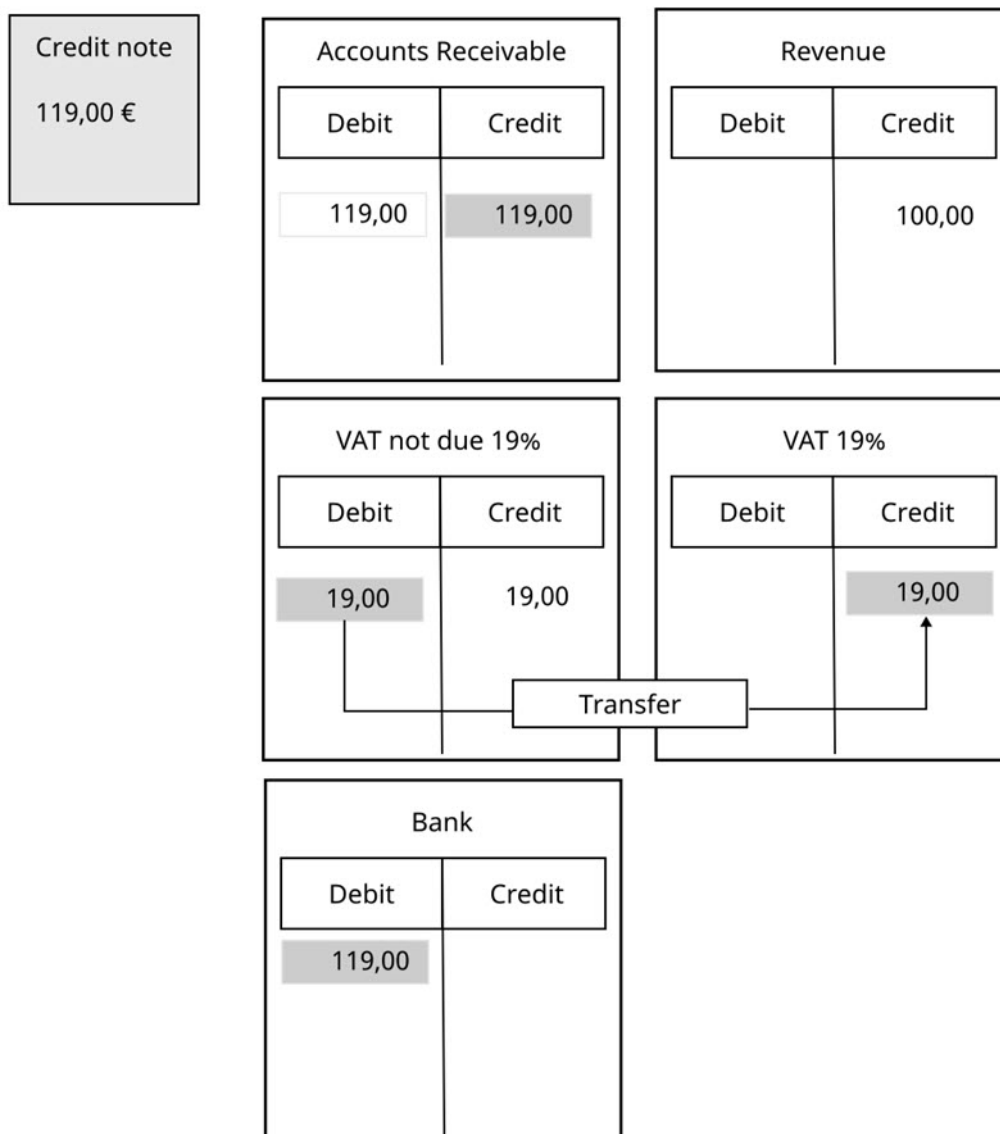 Credit note
119,00 €
Accounts Receivable
Debit Credit
119,00 119,00
Revenue
Debit Credit
100,00
VAT not due 19%
Debit Credit
19,00 19,00
VAT 19%
Debit Credit
19,00
Transfer
Bank
Debit Credit
119,00